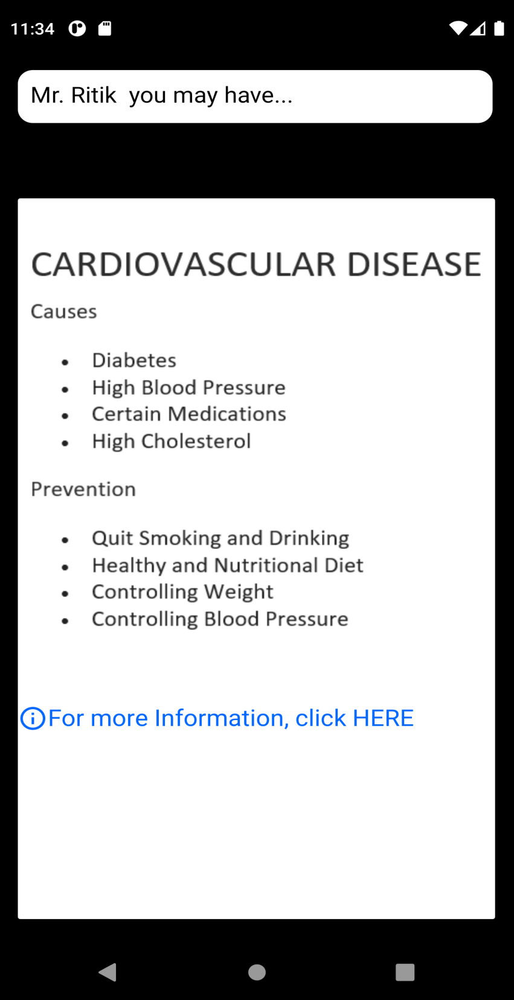 11:34
Mr. Ritik  you may have...
CARDIOVASCULAR DISEASE
Causes
• Diabetes
• High Blood Pressure
• Certain Medications
• High Cholesterol
Prevention
• Quit Smoking and Drinking
• Healthy and Nutritional Diet
• Controlling Weight
• Controlling Blood Pressure
For more Information, click HERE